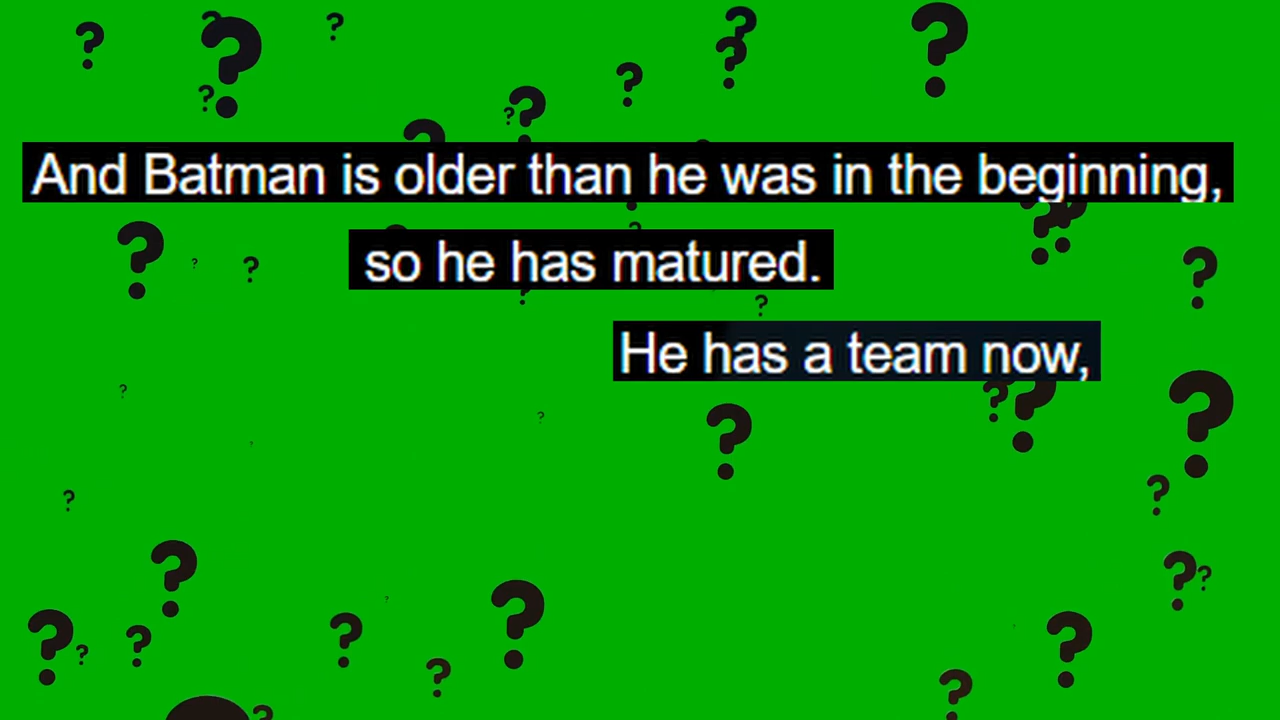 And Batman is older than he was in the beginning,
so he has matured.
He has a team now,